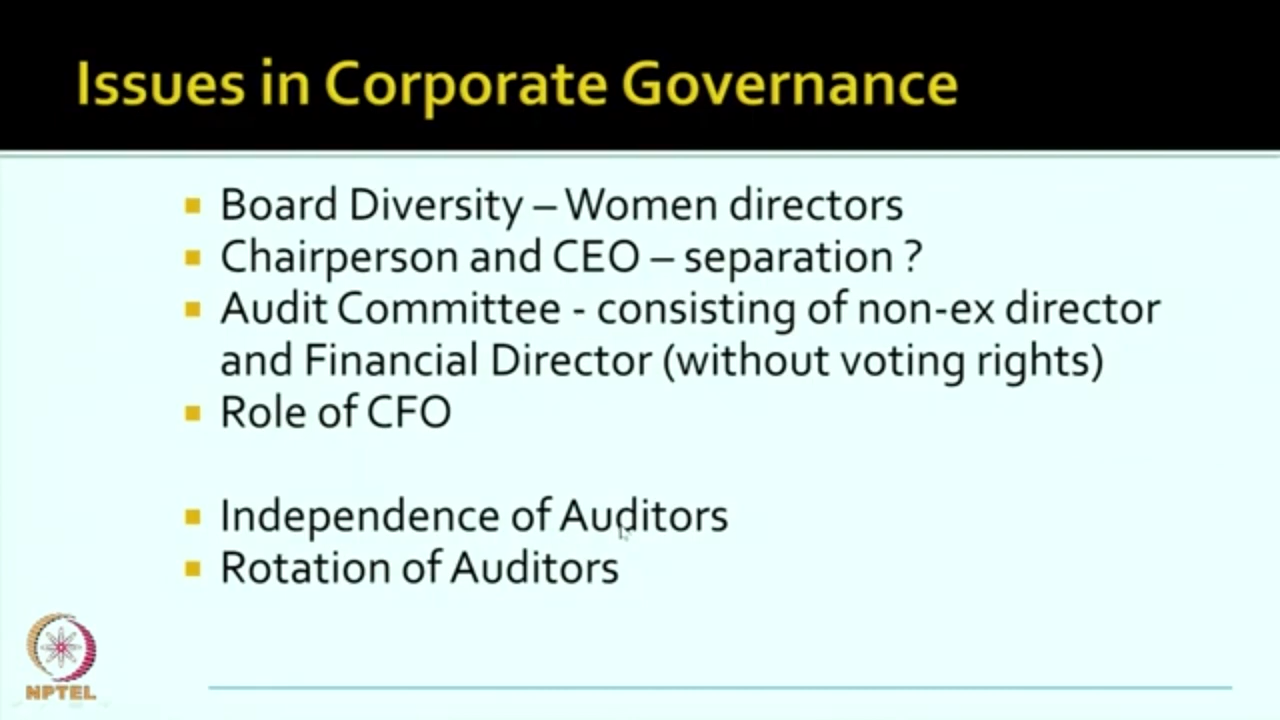 Issues in Corporate Governance
Board Diversity – Women directors
Chairperson and CEO – separation ?
Audit Committee - consisting of non-ex director
and Financial Director (without voting rights)
Role of CFO
Independence of Auditors
Rotation of Auditors
NPTEL